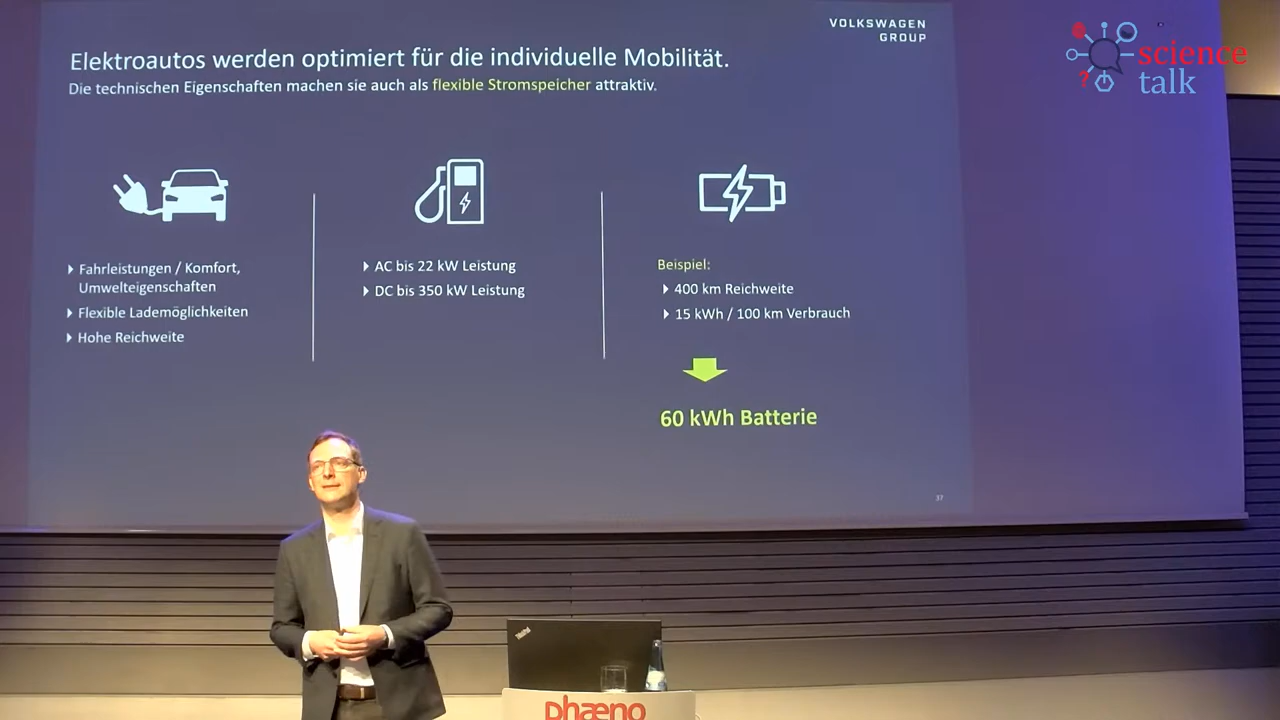 VOLKSWAGEN
GROUP
science
talk
Elektroautos werden optimiert für die individuelle Mobilität.
Die technischen Eigenschaften machen sie auch als flexible Stromspeicher attraktiv.
Fahrleistungen / Komfort,
Umwelteigenschaften
Flexible Lademöglichkeiten
Hohe Reichweite
AC bis 22 kW Leistung
DC bis 350 kW Leistung
Beispiel:
400 km Reichweite
15 kWh / 100 km Verbrauch
60 kWh Batterie
37
ThinkPad
phæno